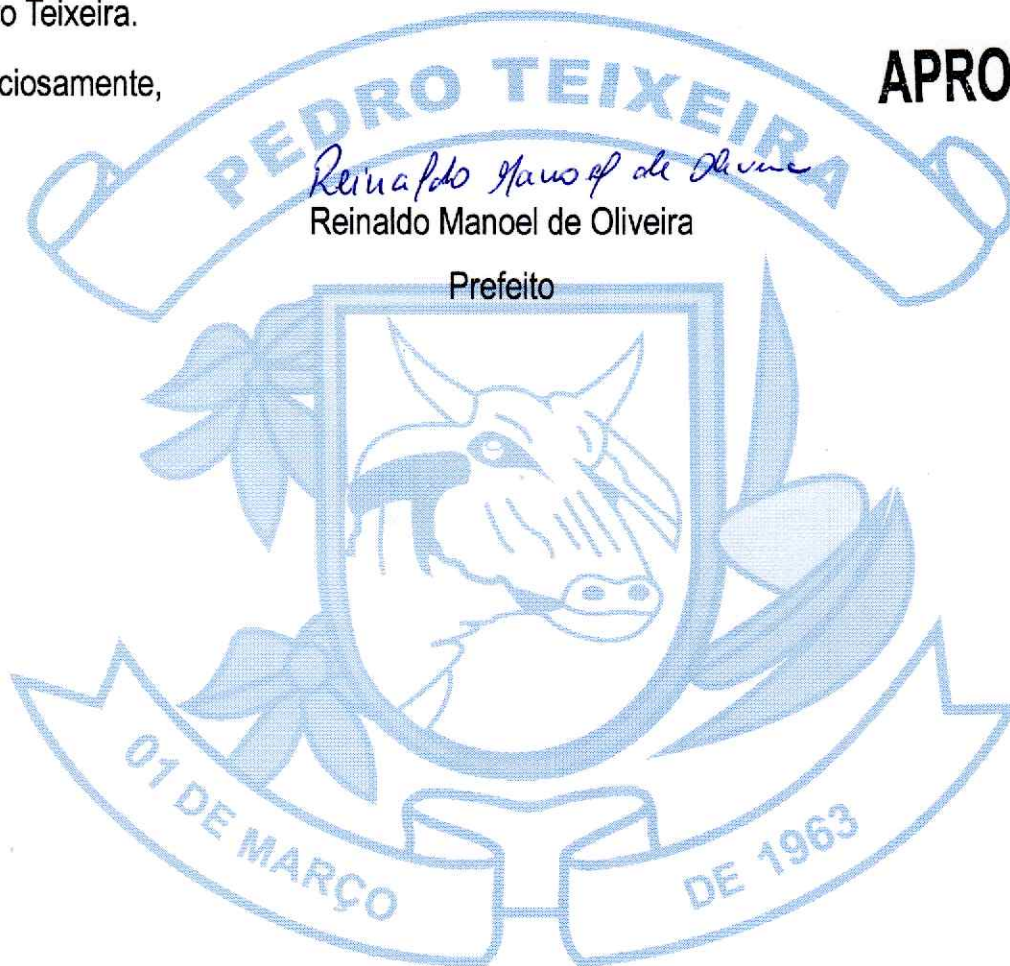 o Teixeira.
ciosamente,
APRO
PEDRO TEIXEIRA
Reinaldo Manoel de Oliveira
Reinaldo Manoel de Oliveira
Prefeito
01 DE MARÇO
DE 1963